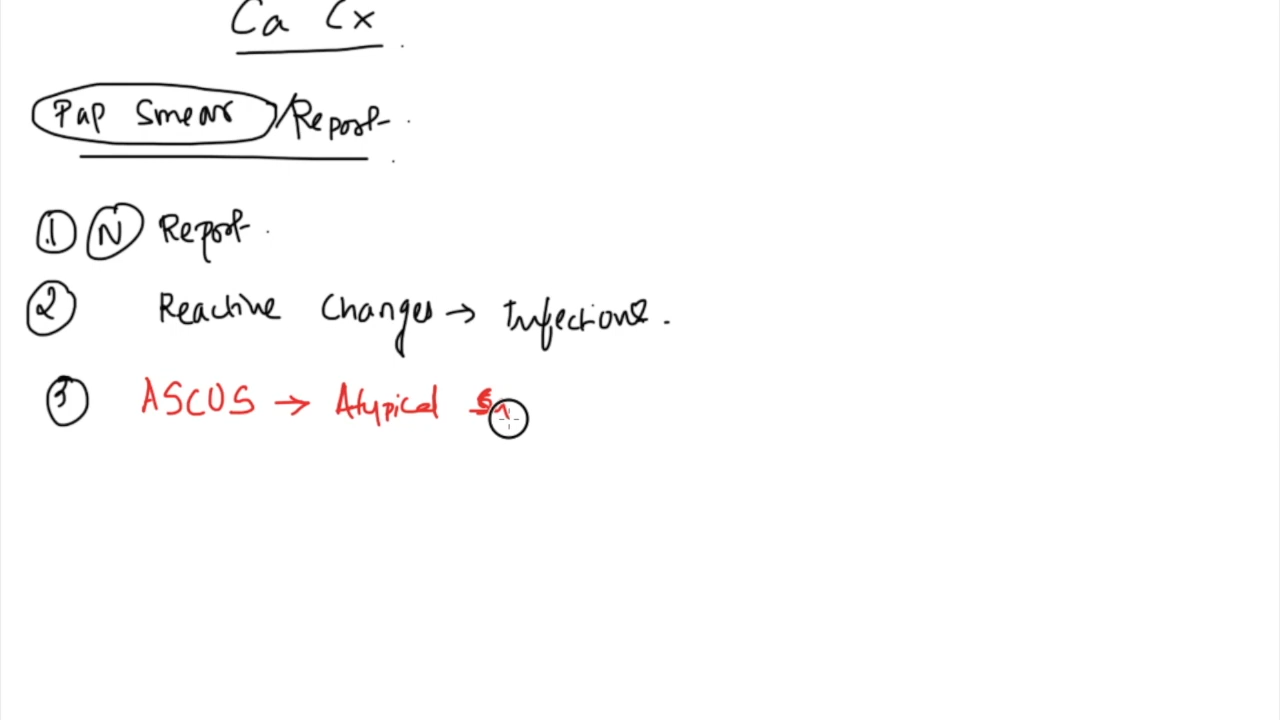 Ca Cx
Pap Smear/Report
① Ⓝ Report.
② Reactive Changes → Infections.
③ ASCUS → Atypical